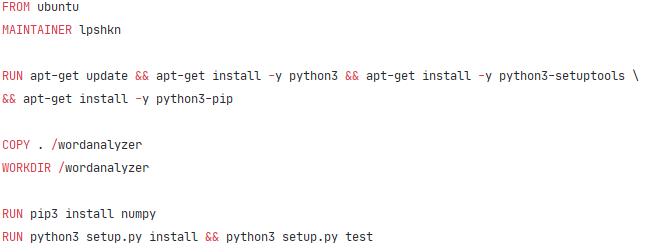 FROM ubuntu
MAINTAINER lpshkn
RUN apt-get update && apt-get install -y python3 && apt-get install -y python3-setuptools \
&& apt-get install -y python3-pip
COPY . /wordanalyzer
WORKDIR /wordanalyzer
RUN pip3 install numpy
RUN python3 setup.py install && python3 setup.py test